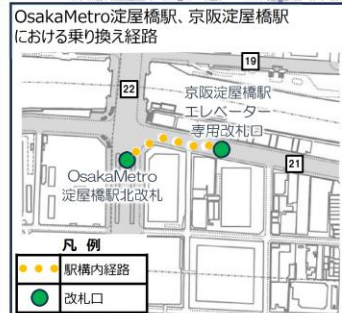 OsakaMetro淀屋橋駅、京阪淀屋橋駅
における乗り換え経路
19
22
京阪淀屋橋駅
エレベーター
専用改札口
21
OsakaMetro
淀屋橋駅北改札
凡 例
駅構内経路
改札口